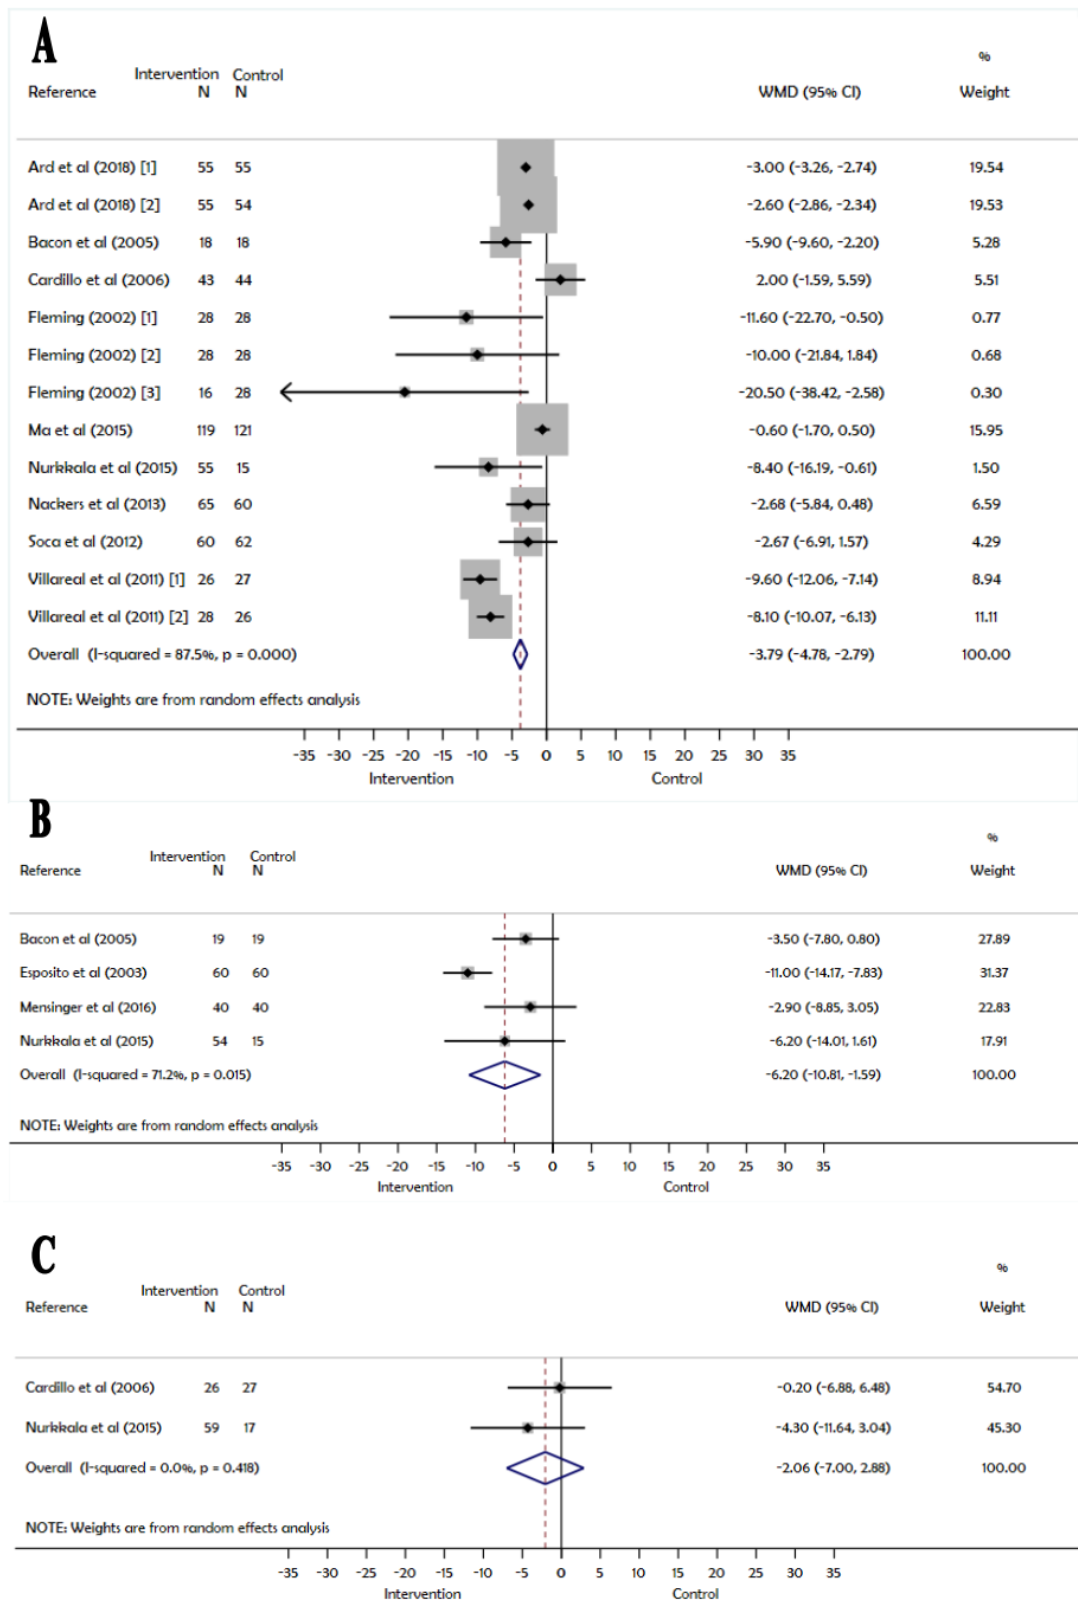 A
%
Intervention Control
Reference N N WMD (95% CI) Weight
Ard et al (2018) [1] 55 55 -3.00 (-3.26, -2.74) 19.54
Ard et al (2018) [2] 55 54 -2.60 (-2.86, -2.34) 19.53
Bacon et al (2005) 18 18 -5.90 (-9.60, -2.20) 5.28
Cardillo et al (2006) 43 44 2.00 (-1.59, 5.59) 5.51
Fleming (2002) [1] 28 28 -11.60 (-22.70, -0.50) 0.77
Fleming (2002) [2] 28 28 -10.00 (-21.84, 1.84) 0.68
Fleming (2002) [3] 16 28 -20.50 (-38.42, -2.58) 0.30
Ma et al (2015) 119 121 -0.60 (-1.70, 0.50) 15.95
Nurkkala et al (2015) 55 15 -8.40 (-16.19, -0.61) 1.50
Nackers et al (2013) 65 60 -2.68 (-5.84, 0.48) 6.59
Soca et al (2012) 60 62 -2.67 (-6.91, 1.57) 4.29
Villareal et al (2011) [1] 26 27 -9.60 (-12.06, -7.14) 8.94
Villareal et al (2011) [2] 28 26 -8.10 (-10.07, -6.13) 11.11
Overall (I-squared = 87.5%, p = 0.000) -3.79 (-4.78, -2.79) 100.00
NOTE: Weights are from random effects analysis
-35 -30 -25 -20 -15 -10 -5 0 5 10 15 20 25 30 35
Intervention Control
B
%
Intervention Control
Reference N N WMD (95% CI) Weight
Bacon et al (2005) 19 19 -3.50 (-7.80, 0.80) 27.89
Esposito et al (2003) 60 60 -11.00 (-14.17, -7.83) 31.37
Mensinger et al (2016) 40 40 -2.90 (-8.85, 3.05) 22.83
Nurkkala et al (2015) 54 15 -6.20 (-14.01, 1.61) 17.91
Overall (I-squared = 71.2%, p = 0.015) -6.20 (-10.81, -1.59) 100.00
NOTE: Weights are from random effects analysis
-35 -30 -25 -20 -15 -10 -5 0 5 10 15 20 25 30 35
Intervention Control
C
%
Intervention Control
Reference N N WMD (95% CI) Weight
Cardillo et al (2006) 26 27 -0.20 (-6.88, 6.48) 54.70
Nurkkala et al (2015) 59 17 -4.30 (-11.64, 3.04) 45.30
Overall (I-squared = 0.0%, p = 0.418) -2.06 (-7.00, 2.88) 100.00
NOTE: Weights are from random effects analysis
-35 -30 -25 -20 -15 -10 -5 0 5 10 15 20 25 30 35
Intervention Control